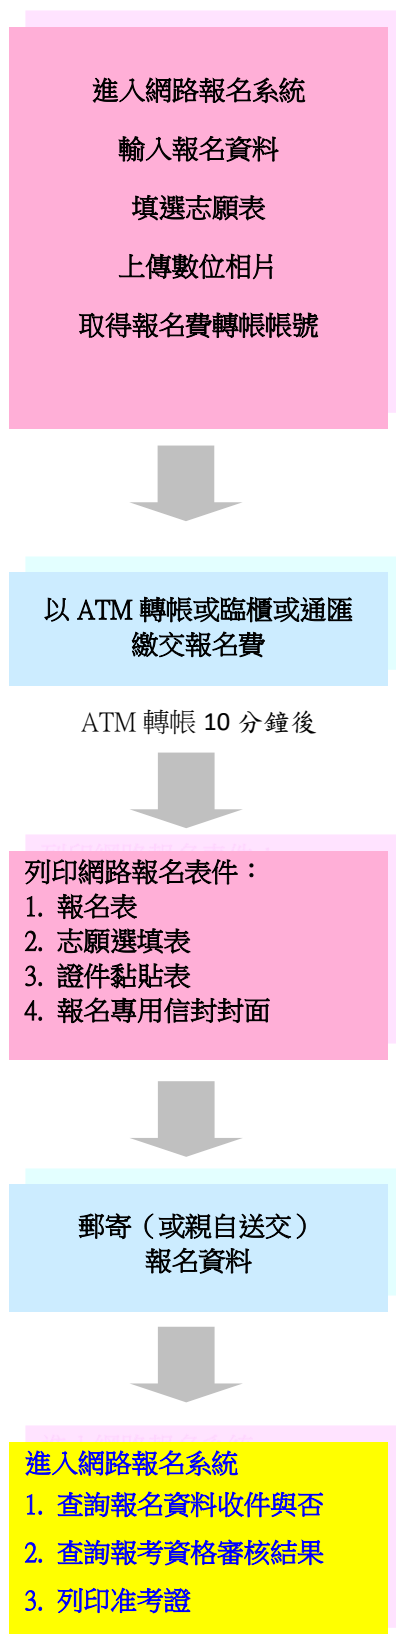 進入網路報名系統
輸入報名資料
填選志願表
上傳數位相片
取得報名費轉帳帳號
以 ATM 轉帳或臨櫃或通匯
繳交報名費
ATM 轉帳 10 分鐘後
列印網路報名表件：
1. 報名表
2. 志願選填表
3. 證件黏貼表
4. 報名專用信封封面
郵寄（或親自送交）
報名資料
進入網路報名系統
1. 查詢報名資料收件與否
2. 查詢報考資格審核結果
3. 列印准考證